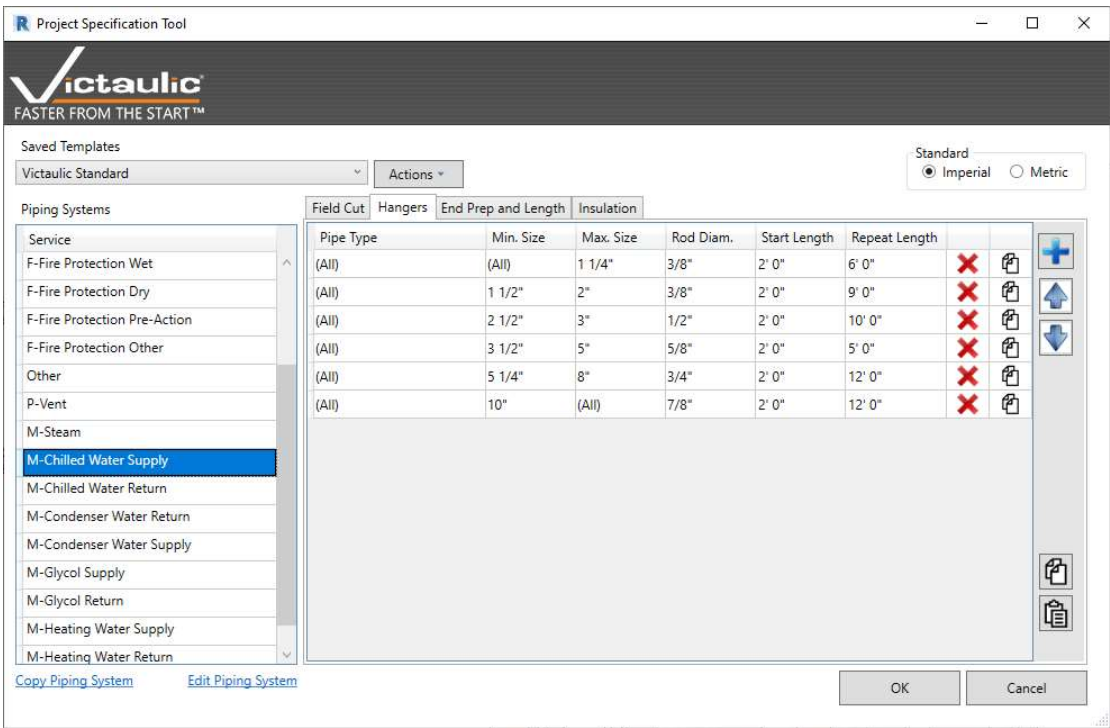 Project Specification Tool
Victaulic
FASTER FROM THE START™
Saved Templates
Victaulic Standard
Actions
Standard
Imperial Metric
Piping Systems
Field Cut Hangers End Prep and Length Insulation
Service
F-Fire Protection Wet
F-Fire Protection Dry
F-Fire Protection Pre-Action
F-Fire Protection Other
Other
P-Vent
M-Steam
M-Chilled Water Supply
M-Chilled Water Return
M-Condenser Water Return
M-Condenser Water Supply
M-Glycol Supply
M-Glycol Return
M-Heating Water Supply
M-Heating Water Return
Pipe Type Min. Size Max. Size Rod Diam. Start Length Repeat Length
(All) (All) 1 1/4" 3/8" 2' 0" 6' 0"
(All) 1 1/2" 2" 3/8" 2' 0" 9' 0"
(All) 2 1/2" 3" 1/2" 2' 0" 10' 0"
(All) 3 1/2" 5" 5/8" 2' 0" 5' 0"
(All) 5 1/4" 8" 3/4" 2' 0" 12' 0"
(All) 10" (All) 7/8" 2' 0" 12' 0"
Copy Piping System Edit Piping System
OK Cancel